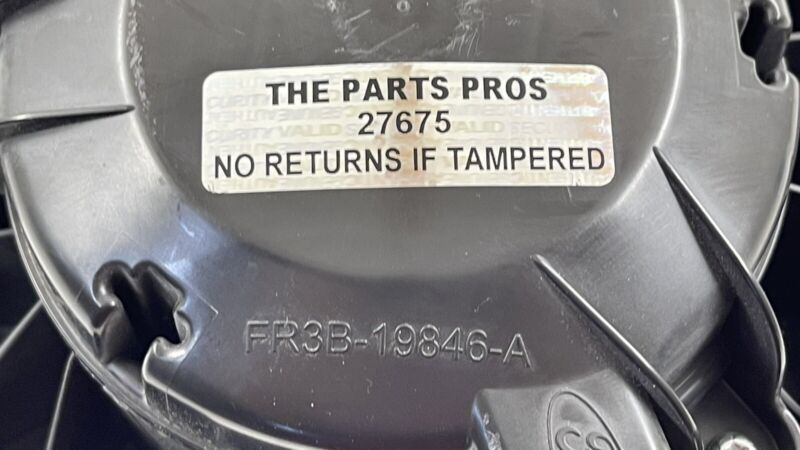 THE PARTS PROS
27675
NO RETURNS IF TAMPERED
FR3B-19846-A